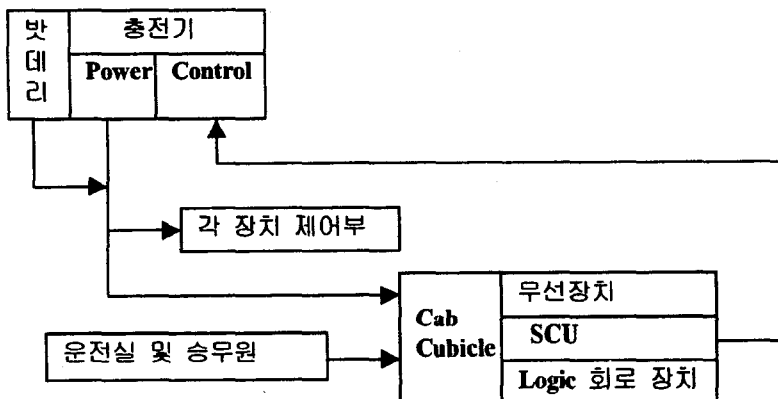 밧데리
충전기
Power
Control
각 장치 제어부
무선장치
Cab
Cubicle
SCU
운전실 및 승무원
Logic 회로 장치